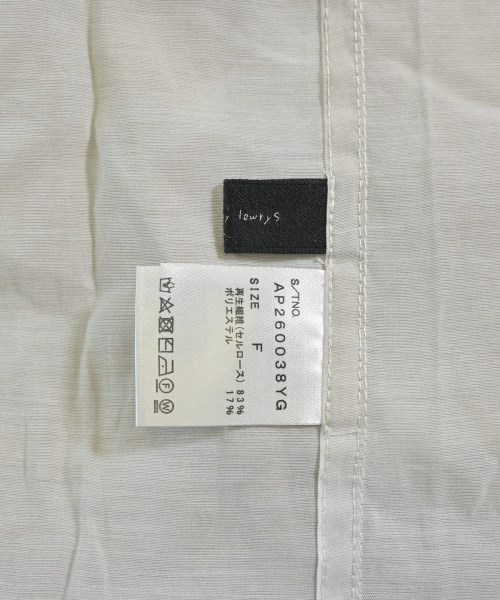 lowrys
S/TNO.
AP260038YG
SIZE F
再生繊維(セルロース) 83%
ポリエステル 17%